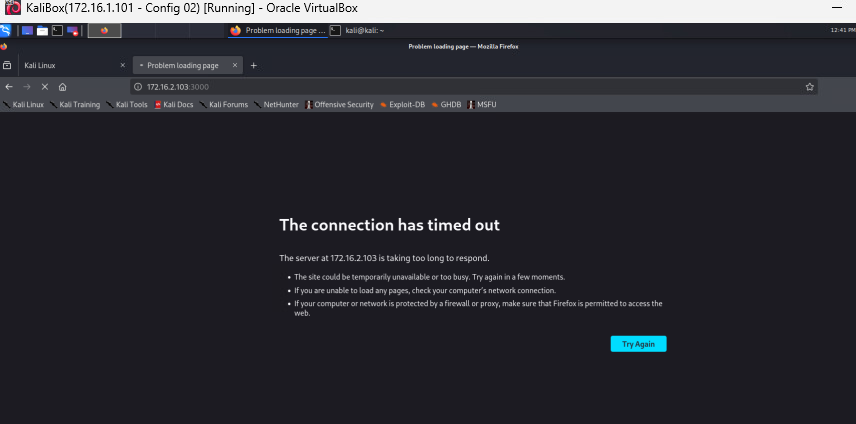 KaliBox(172.16.1.101 - Config 02) [Running] - Oracle VirtualBox
Problem loading page ... kali@kali: ~ 12:41 PM
Problem loading page — Mozilla Firefox
Kali Linux Problem loading page
172.16.2.103:3000
Kali Linux Kali Training Kali Tools Kali Docs Kali Forums NetHunter Offensive Security Exploit-DB GHDB MSFU
The connection has timed out
The server at 172.16.2.103 is taking too long to respond.
The site could be temporarily unavailable or too busy. Try again in a few moments.
If you are unable to load any pages, check your computer's network connection.
If your computer or network is protected by a firewall or proxy, make sure that Firefox is permitted to access the
web.
Try Again